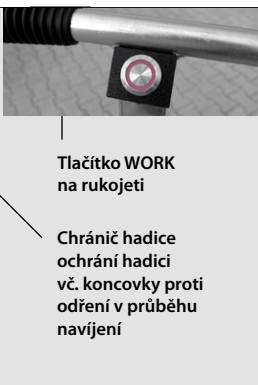 Tlačítko WORK
na rukojeti
Chránič hadice
ochrání hadici
vč. koncovky proti
odření v průběhu
navíjení